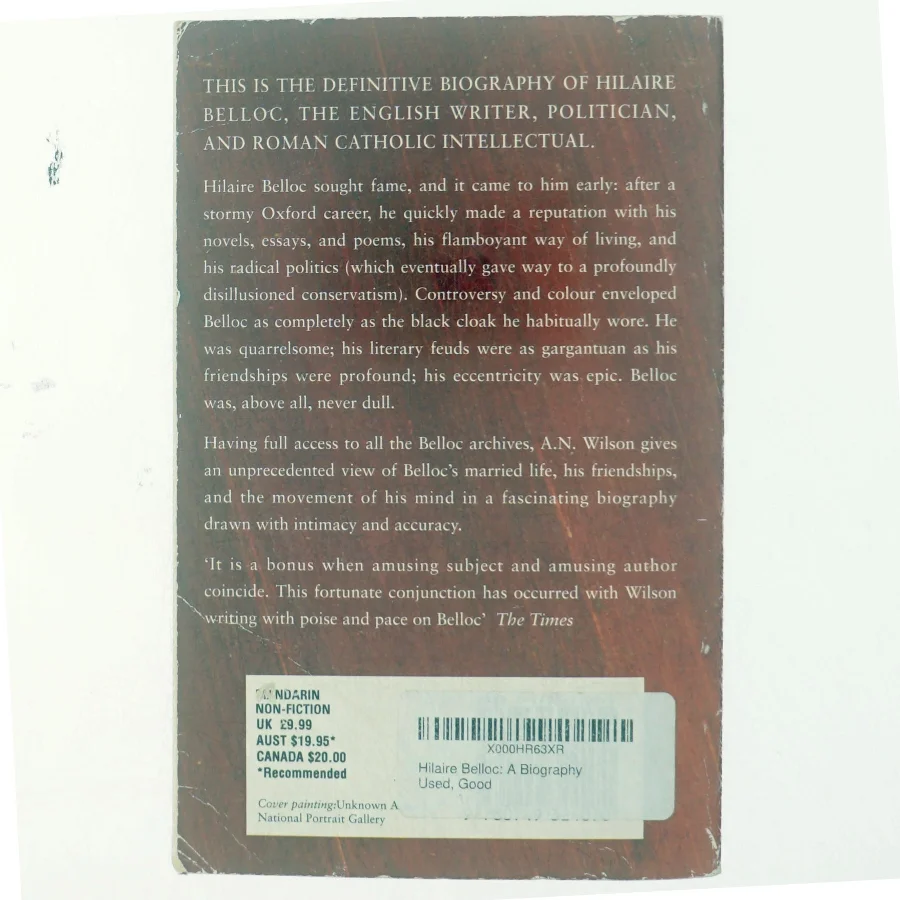 THIS IS THE DEFINITIVE BIOGRAPHY OF HILAIRE
BELLOC, THE ENGLISH WRITER, POLITICIAN,
AND ROMAN CATHOLIC INTELLECTUAL.
Hilaire Belloc sought fame, and it came to him early: after a
stormy Oxford career, he quickly made a reputation with his
novels, essays, and poems, his flamboyant way of living, and
his radical politics (which eventually gave way to a profoundly
disillusioned conservatism). Controversy and colour enveloped
Belloc as completely as the black cloak he habitually wore. He
was quarrelsome; his literary feuds were as gargantuan as his
friendships were profound; his eccentricity was epic. Belloc
was, above all, never dull.
Having full access to all the Belloc archives, A.N. Wilson gives
an unprecedented view of Belloc's married life, his friendships,
and the movement of his mind in a fascinating biography
drawn with intimacy and accuracy.
'It is a bonus when amusing subject and amusing author
coincide. This fortunate conjunction has occurred with Wilson
writing with poise and pace on Belloc' The Times
NDARIN
NON-FICTION
UK £9.99
AUST $19.95*
CANADA $20.00
*Recommended
Cover painting:Unknown A
National Portrait Gallery
X000HR63XR
Hilaire Belloc: A Biography
Used, Good